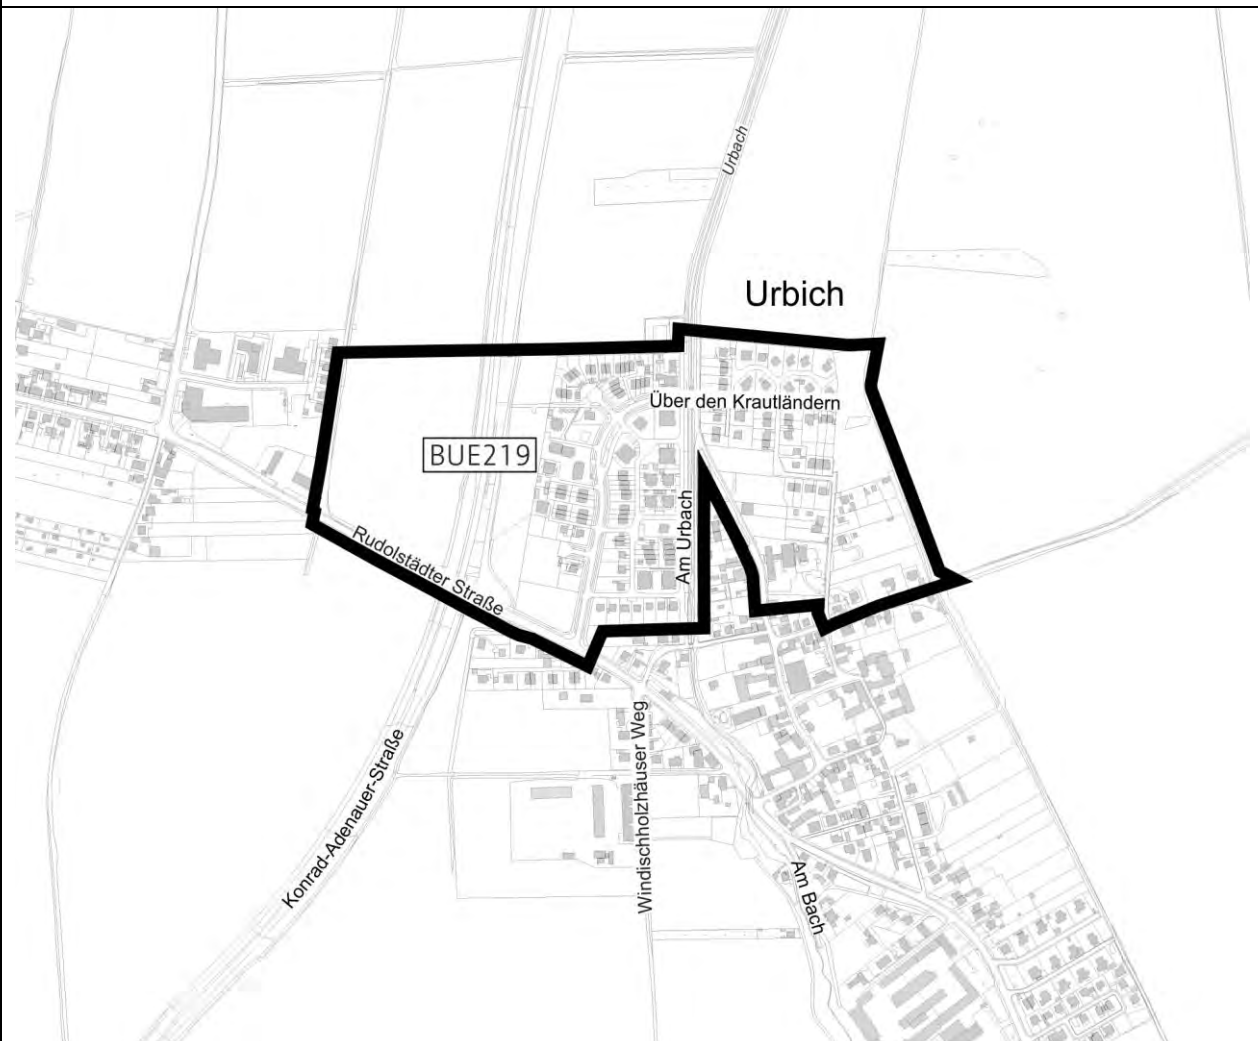 Urbach
Urbich
Über den Krautländern
BUE219
Am Urbach
Rudolstädter Straße
Windischholzhäuser Weg
Konrad-Adenauer-Straße
Am Bach